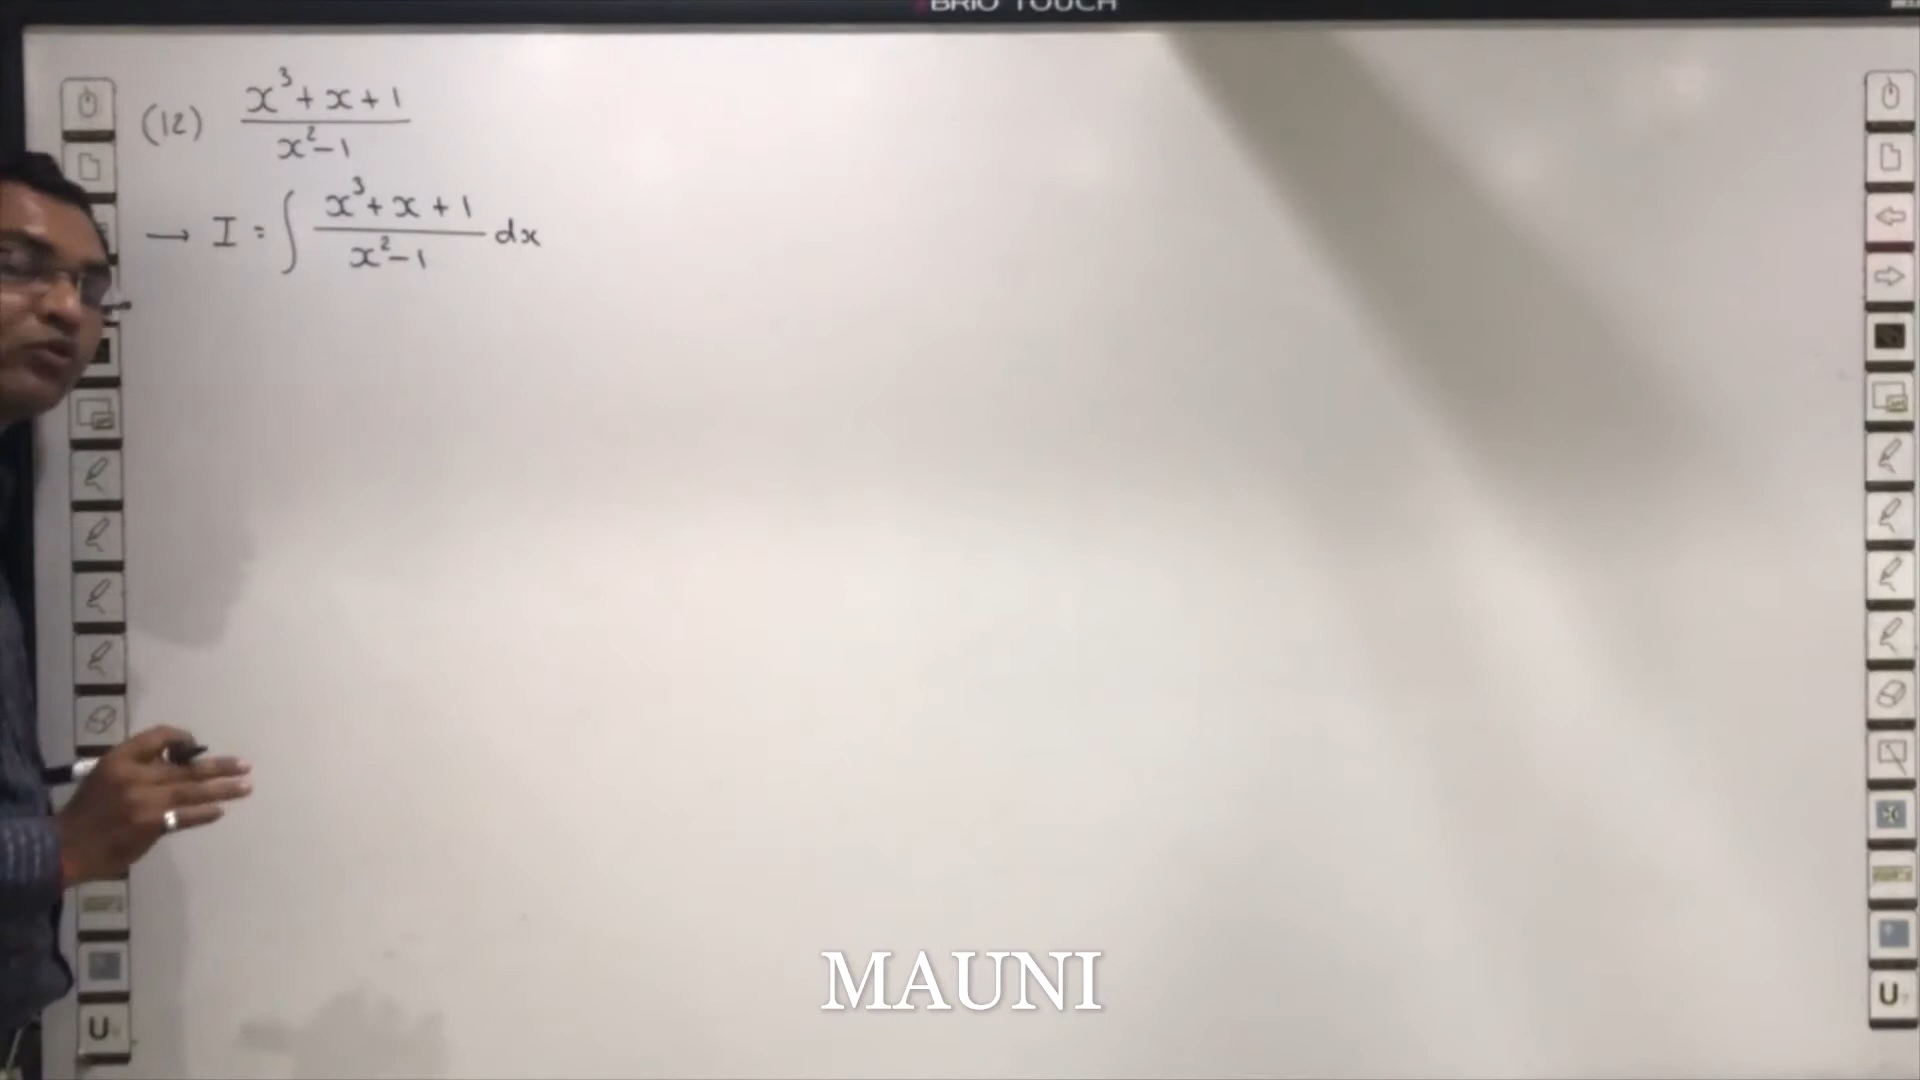 BRIO TOUCH
(12) x³+x+1 / x²-1
→ I = ∫ x³+x+1 / x²-1 dx
U
U
MAUNI